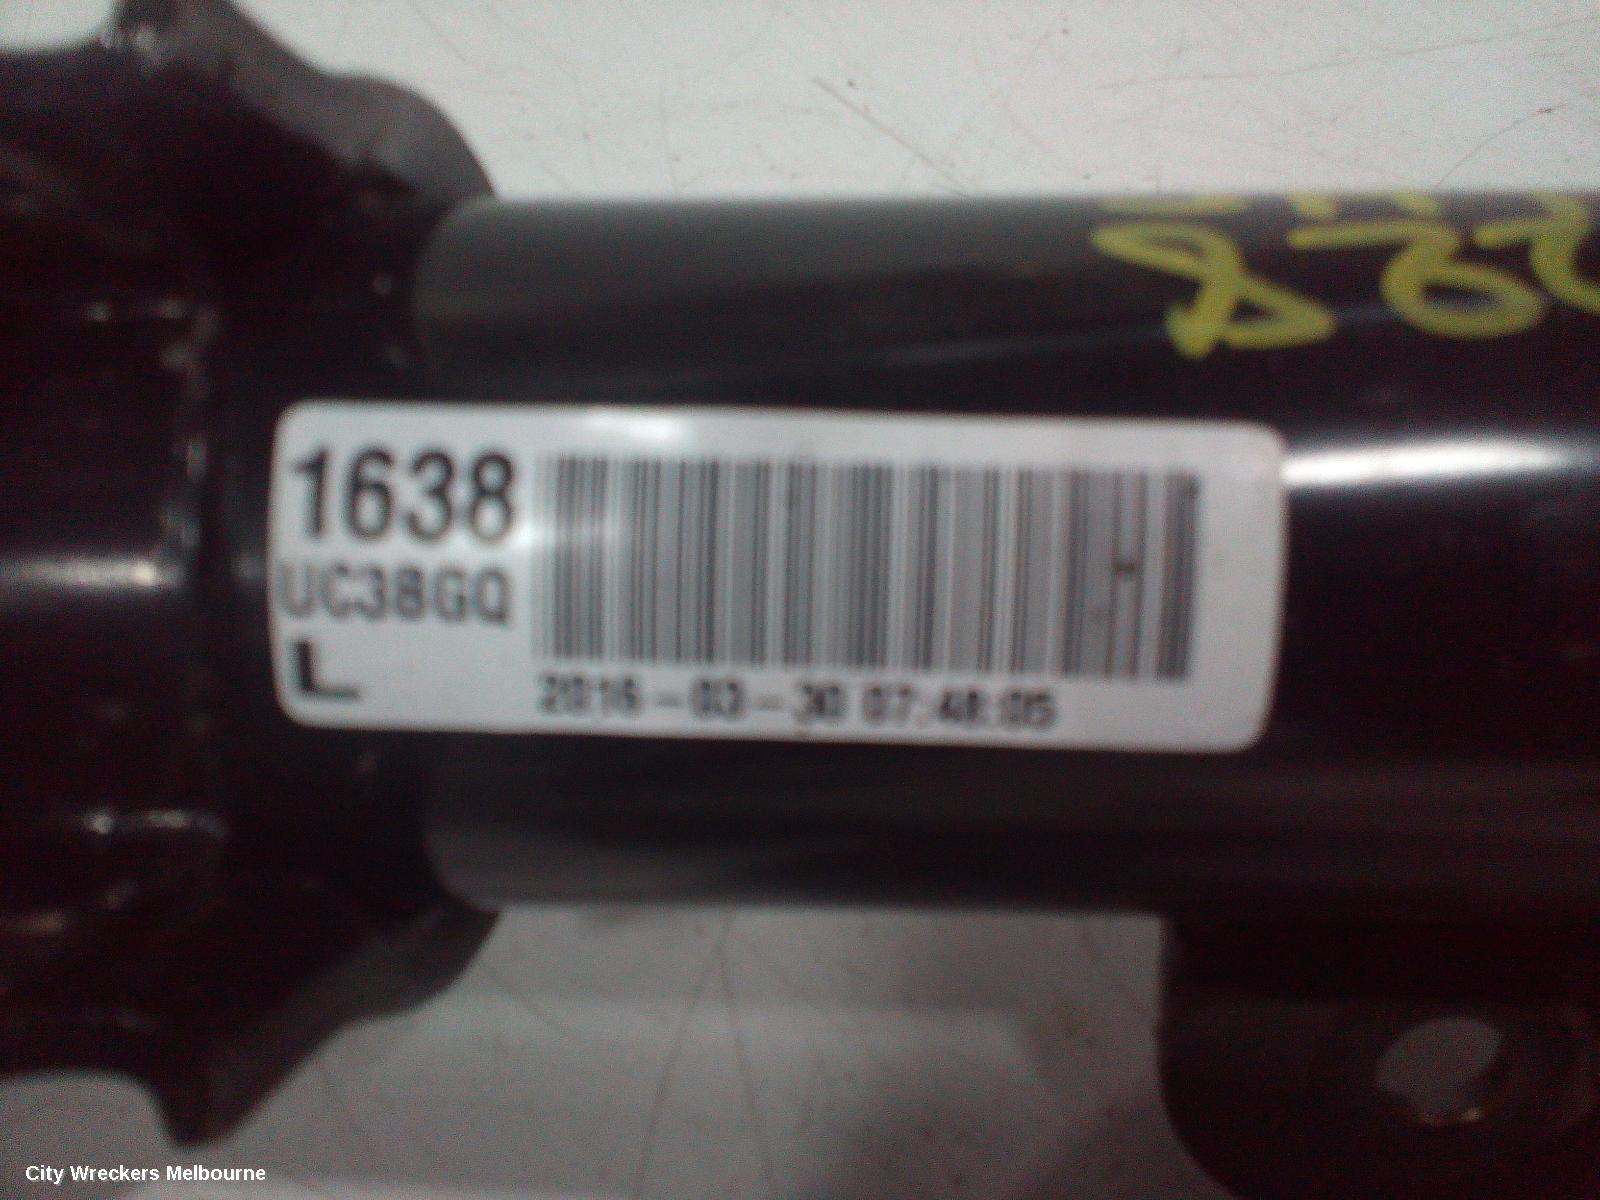 1638
UC38GQ
L
2016-03-30 07:48:05
City Wreckers Melbourne